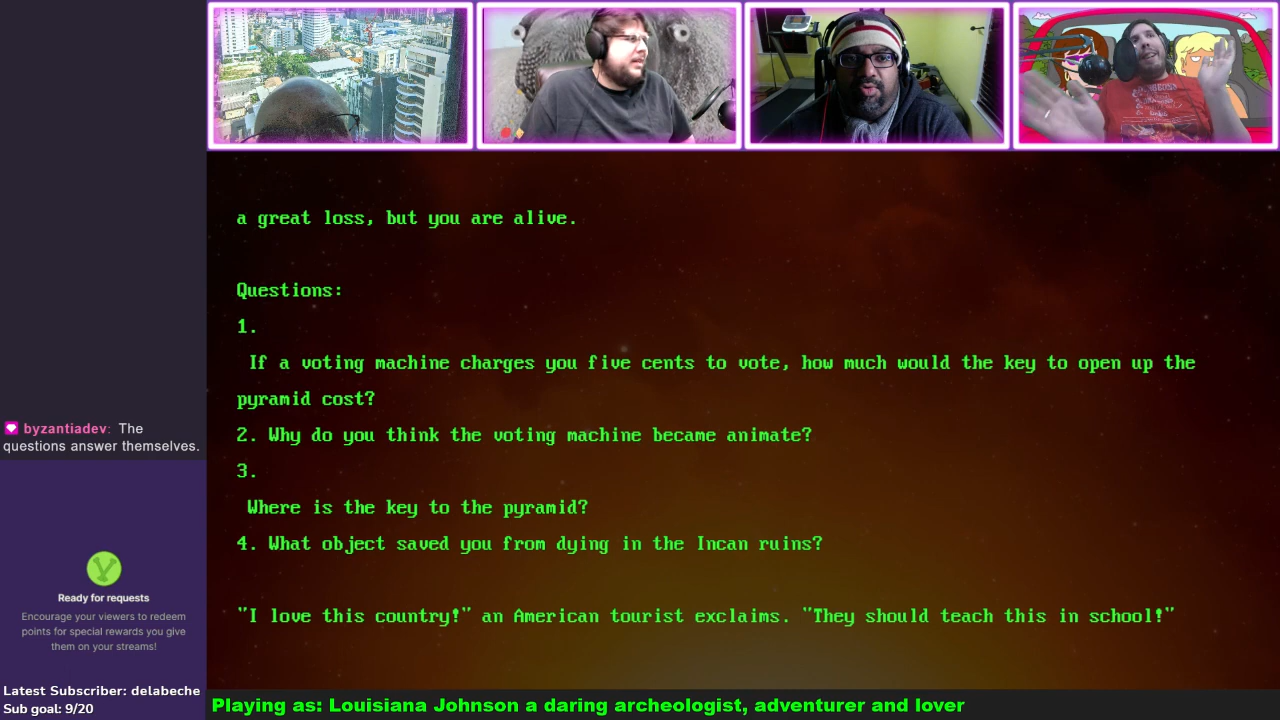 a great loss, but you are alive.
Questions:
1.
If a voting machine charges you five cents to vote, how much would the key to open up the
pyramid cost?
2. Why do you think the voting machine became animate?
3.
Where is the key to the pyramid?
4. What object saved you from dying in the Incan ruins?
"I love this country!" an American tourist exclaims. "They should teach this in school!"
byzantiadev: The
questions answer themselves.
Ready for requests
Encourage your viewers to redeem
points for special rewards you give
them on your streams!
Latest Subscriber: delabeche
Sub goal: 9/20
Playing as: Louisiana Johnson a daring archeologist, adventurer and lover